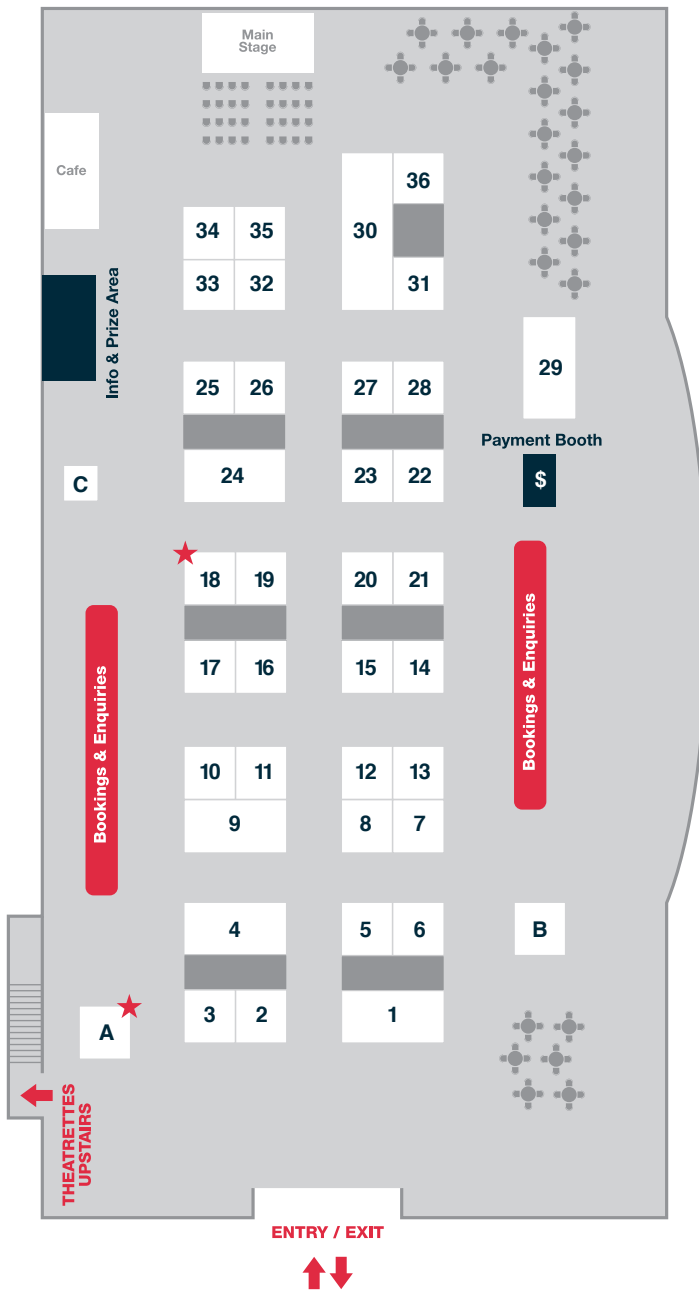 Main
Stage
Cafe
36
30
34 35
33 32
31
Info & Prize Area
29
25 26
27 28
Payment Booth
$
24
23 22
C
18 19
20 21
17 16
15 14
Bookings & Enquiries
Bookings & Enquiries
10 11
12 13
9
8 7
4
5 6
B
3 2
1
A
THEATRETTES
UPSTAIRS
ENTRY / EXIT